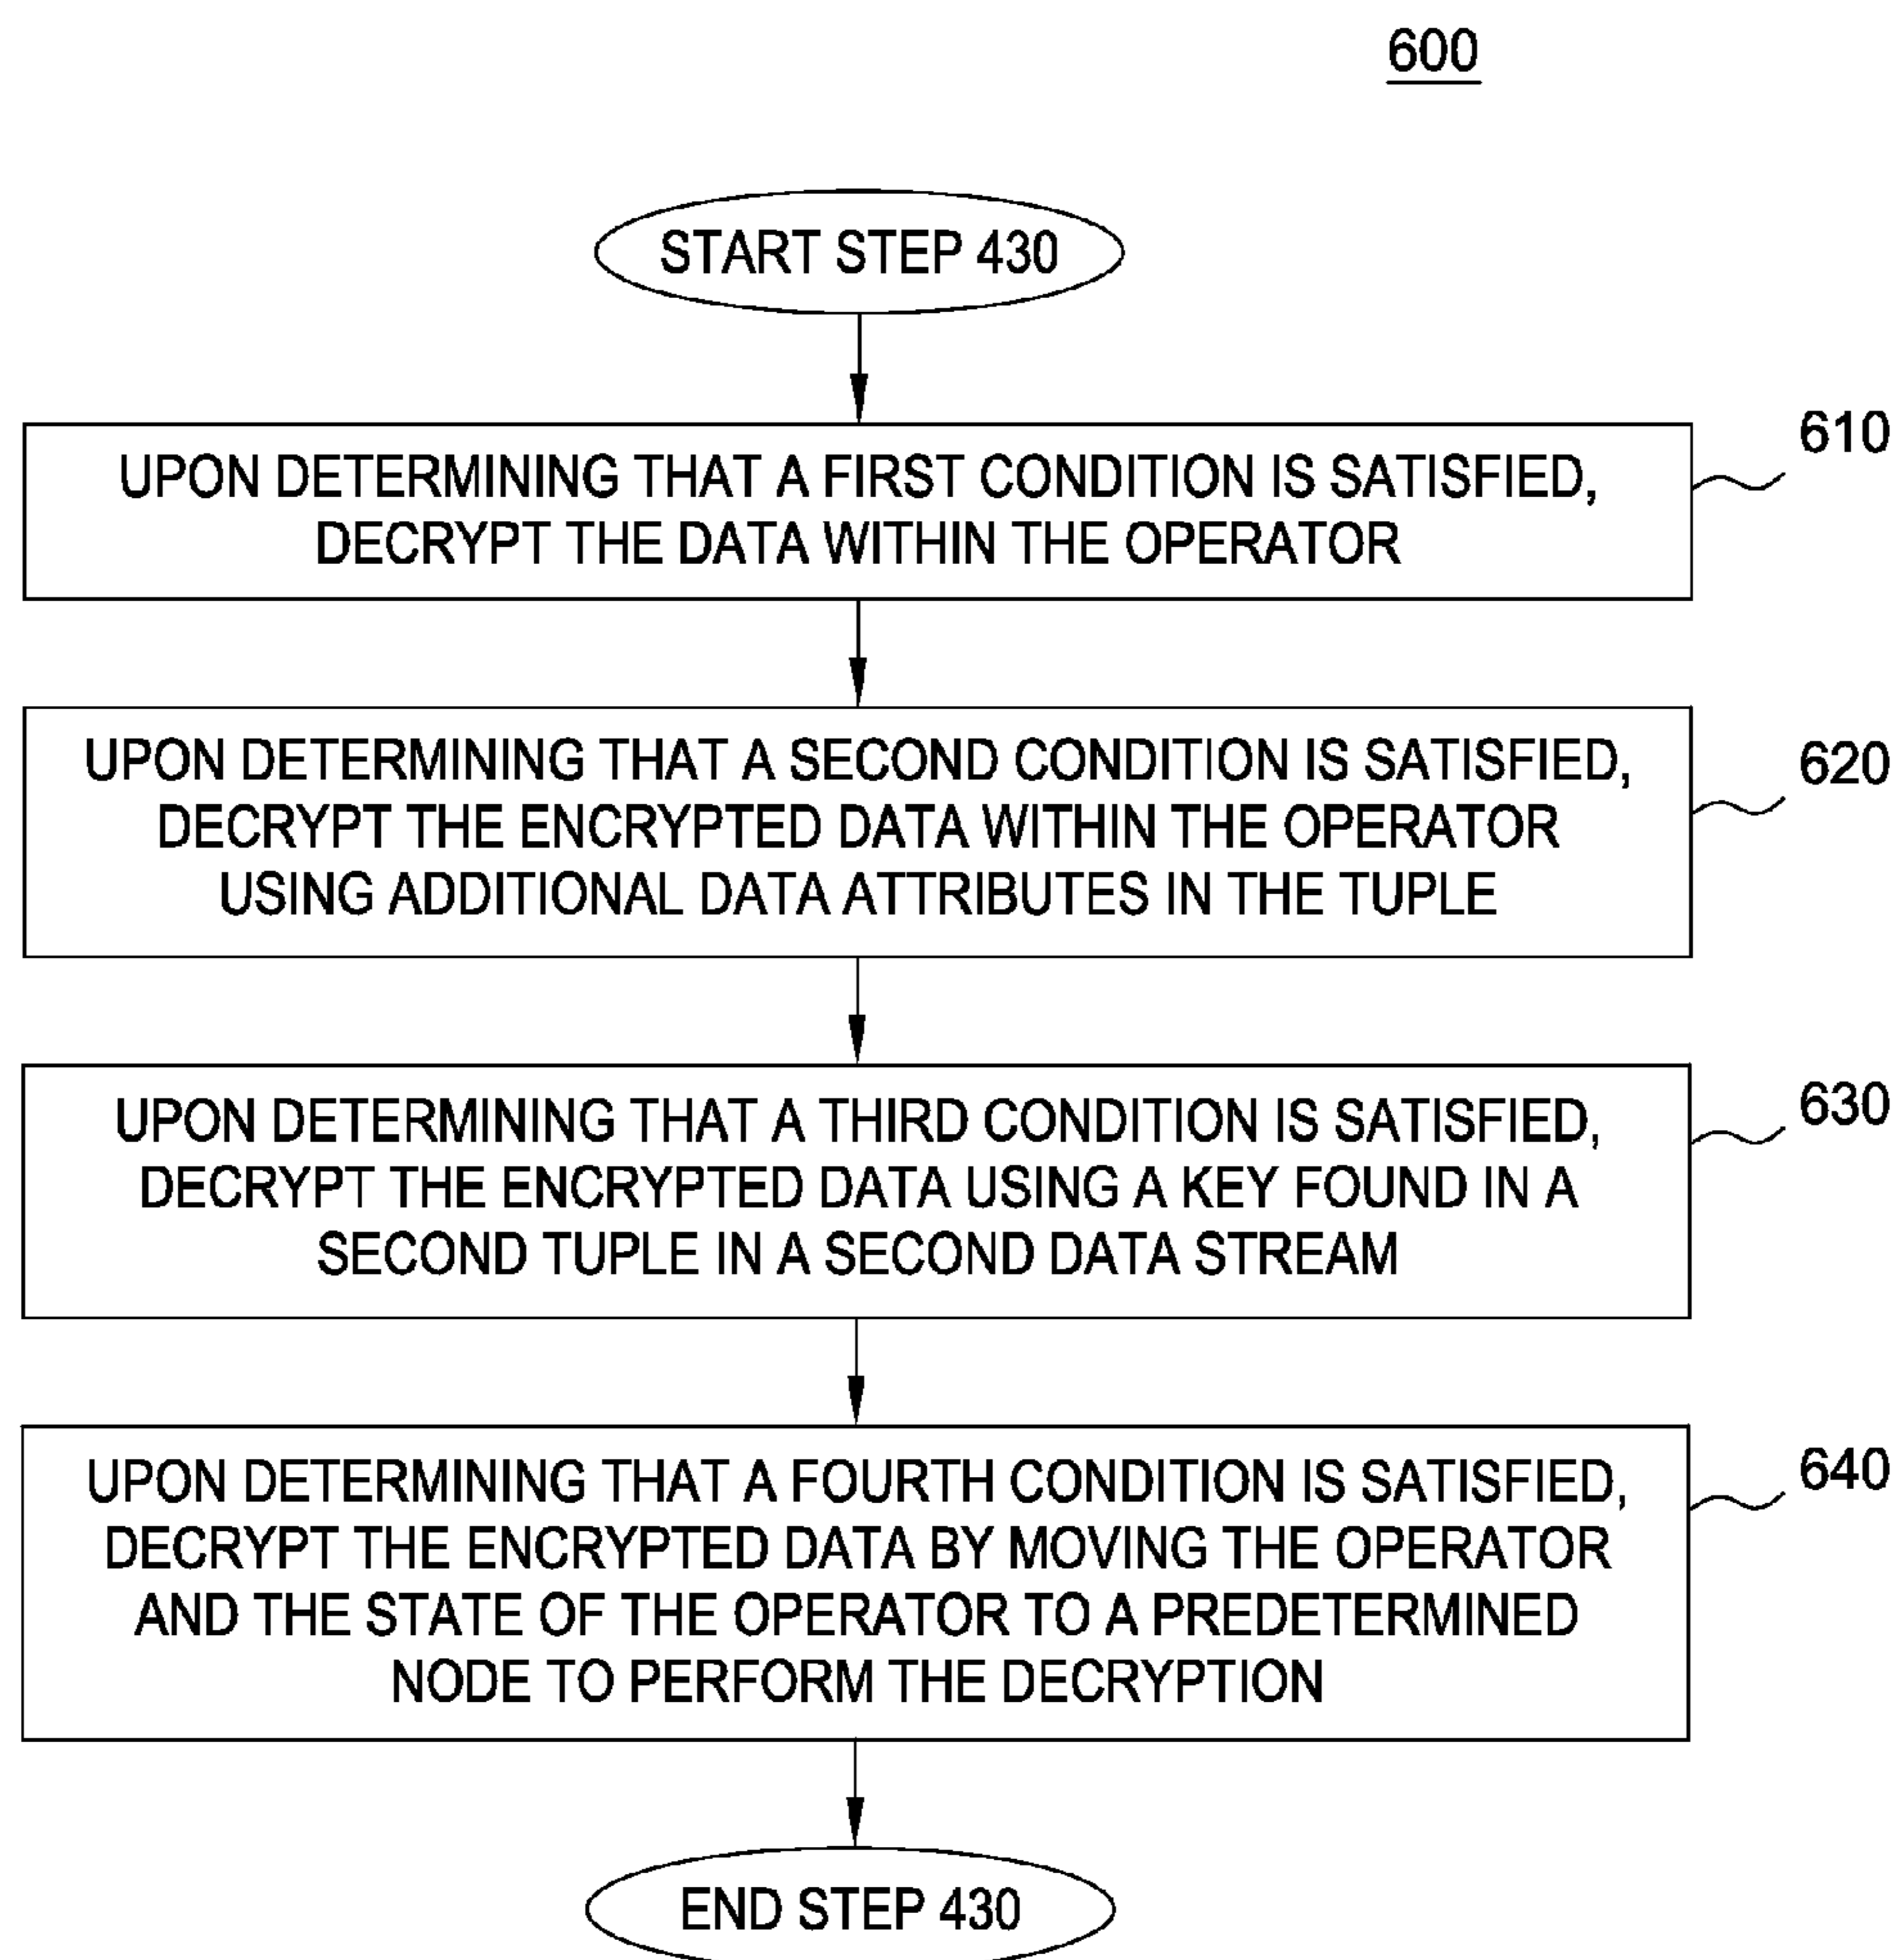 600
START STEP 430
UPON DETERMINING THAT A FIRST CONDITION IS SATISFIED,
DECRYPT THE DATA WITHIN THE OPERATOR
610
UPON DETERMINING THAT A SECOND CONDITION IS SATISFIED,
DECRYPT THE ENCRYPTED DATA WITHIN THE OPERATOR
USING ADDITIONAL DATA ATTRIBUTES IN THE TUPLE
620
UPON DETERMINING THAT A THIRD CONDITION IS SATISFIED,
DECRYPT THE ENCRYPTED DATA USING A KEY FOUND IN A
SECOND TUPLE IN A SECOND DATA STREAM
630
UPON DETERMINING THAT A FOURTH CONDITION IS SATISFIED,
DECRYPT THE ENCRYPTED DATA BY MOVING THE OPERATOR
AND THE STATE OF THE OPERATOR TO A PREDETERMINED
NODE TO PERFORM THE DECRYPTION
640
END STEP 430